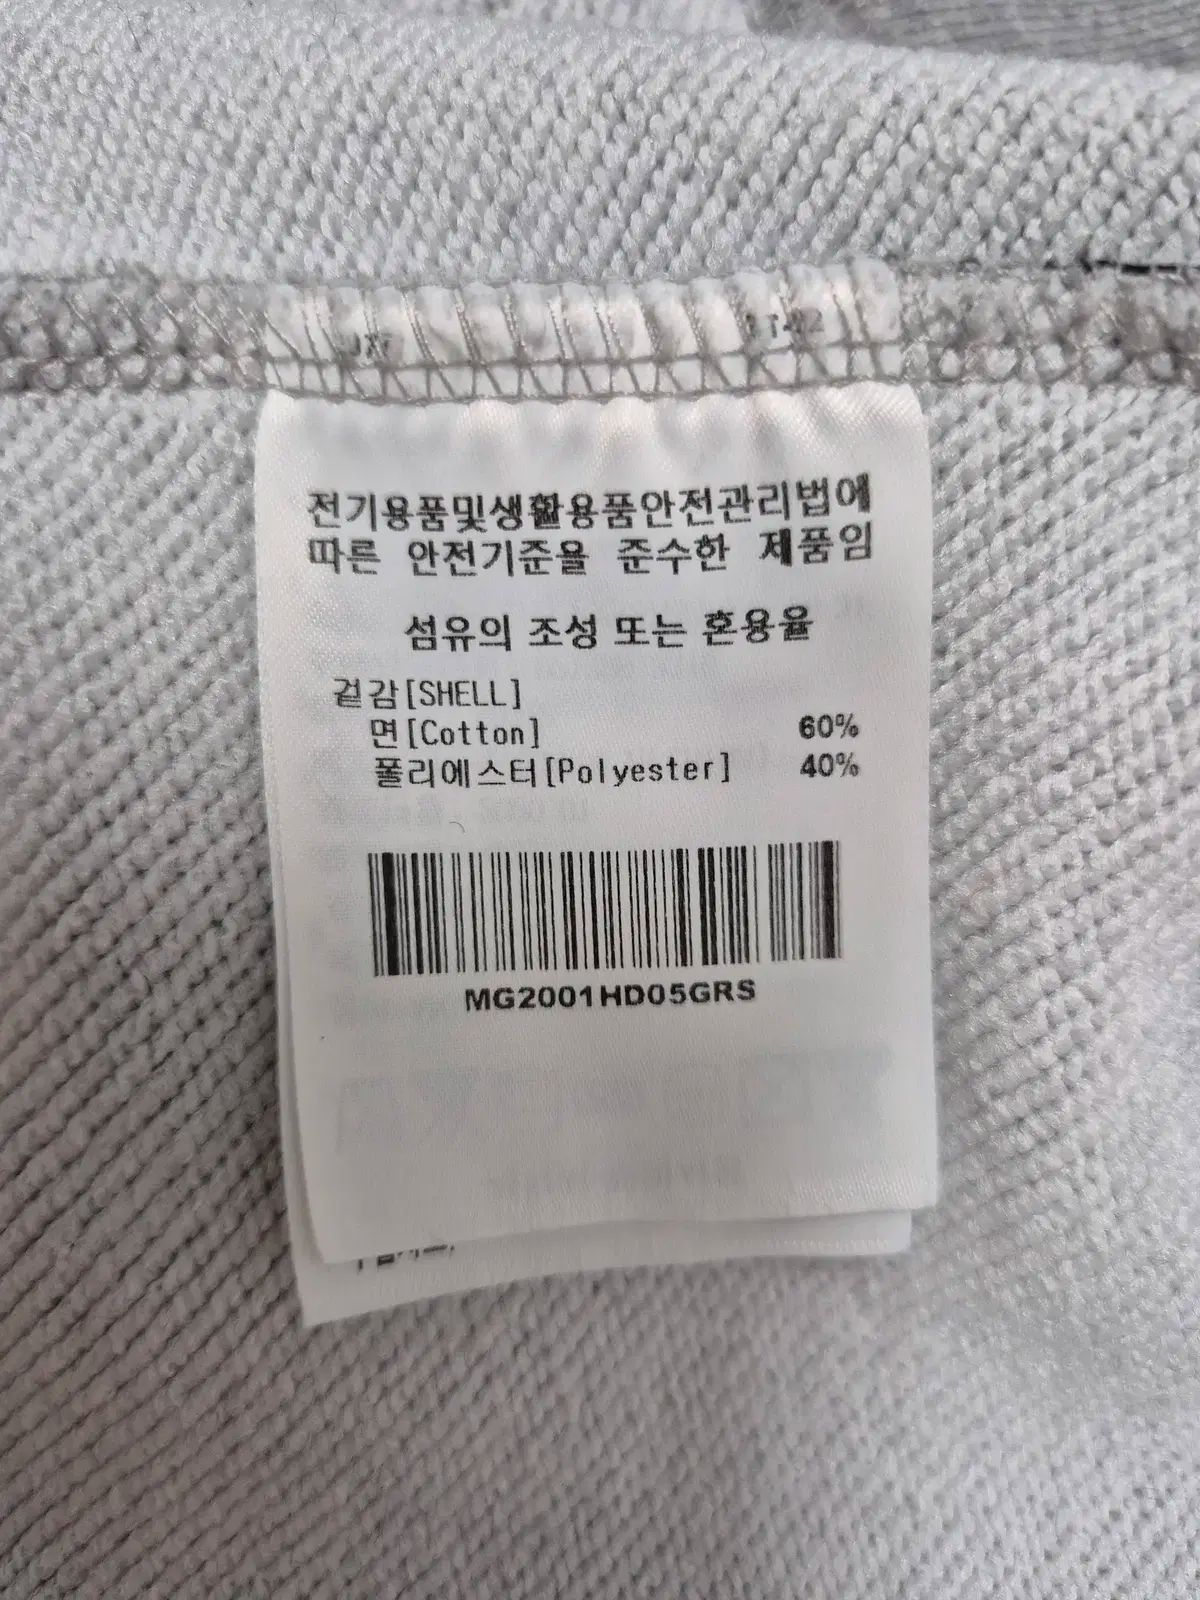 전기용품및생활용품안전관리법에
따른 안전기준을 준수한 제품임
섬유의 조성 또는 혼용율
겉감[SHELL]
면[Cotton] 60%
폴리에스터[Polyester] 40%
MG2001HD05GRS